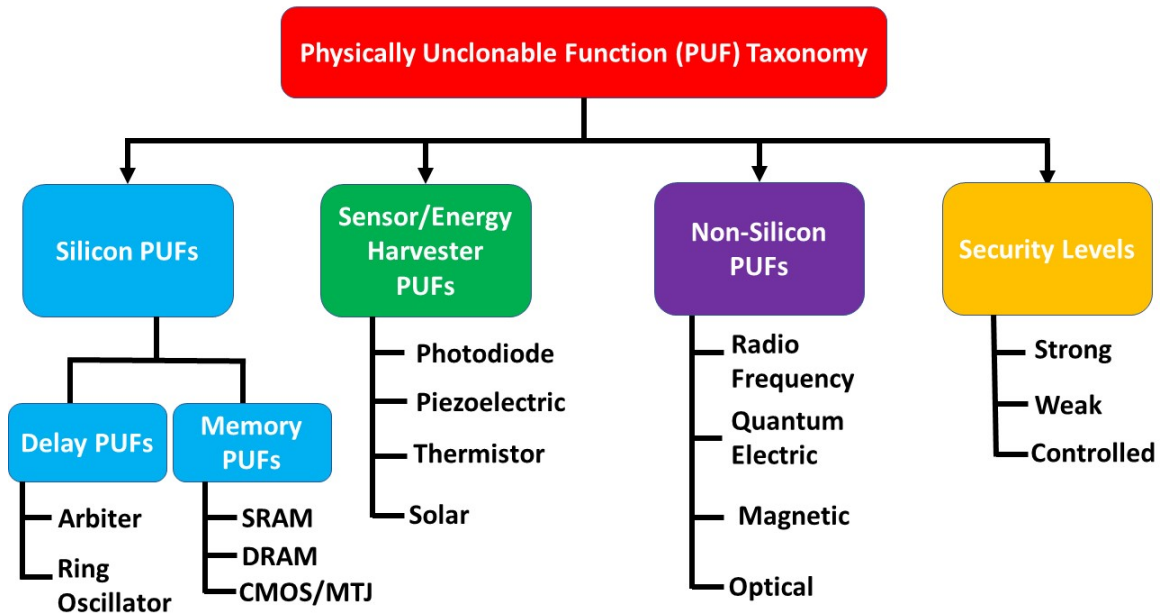 Physically Unclonable Function (PUF) Taxonomy
Silicon PUFs
Sensor/Energy
Harvester
PUFs
Non-Silicon
PUFs
Security Levels
Delay PUFs
Memory
PUFs
Arbiter
Ring
Oscillator
SRAM
DRAM
CMOS/MTJ
Photodiode
Piezoelectric
Thermistor
Solar
Radio
Frequency
Quantum
Electric
Magnetic
Optical
Strong
Weak
Controlled